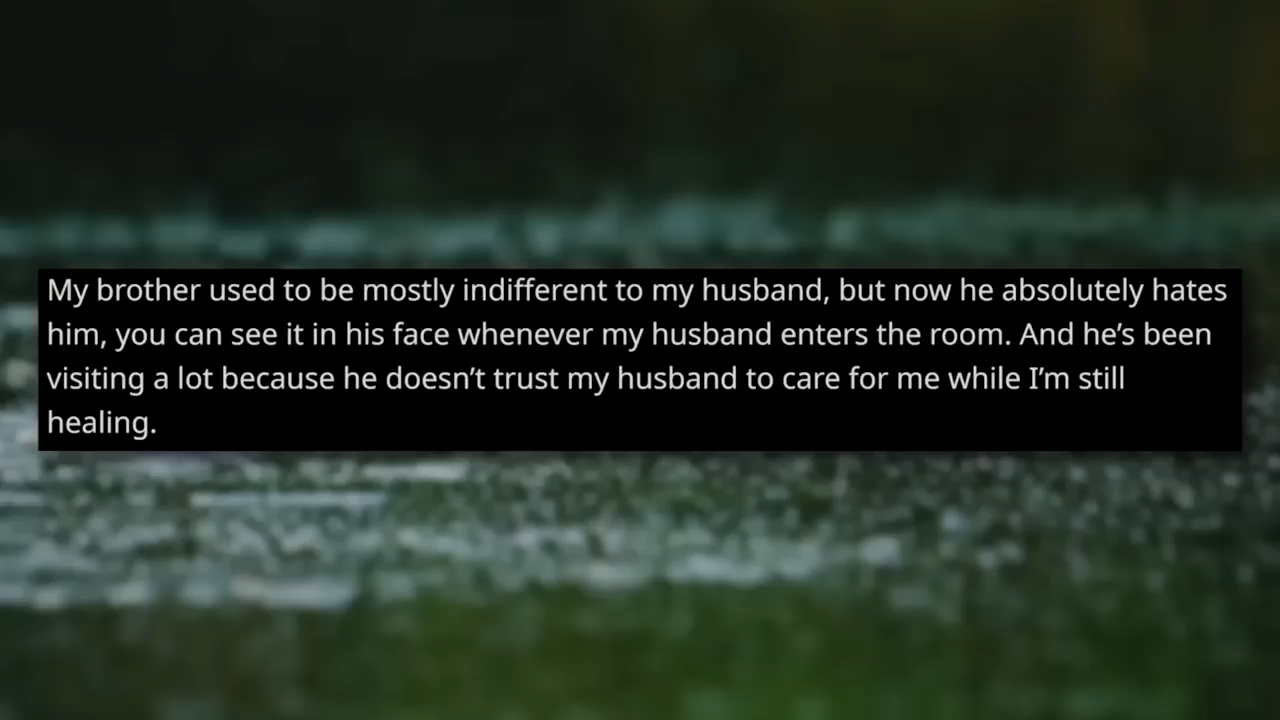 My brother used to be mostly indifferent to my husband, but now he absolutely hates
him, you can see it in his face whenever my husband enters the room. And he’s been
visiting a lot because he doesn’t trust my husband to care for me while I’m still
healing.